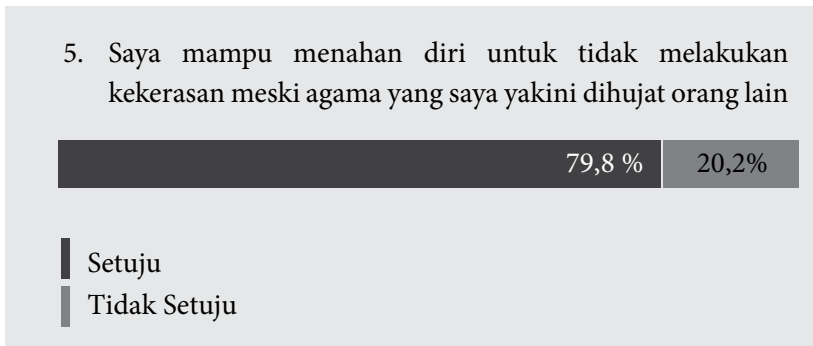 5. Saya mampu menahan diri untuk tidak melakukan
kekerasan meski agama yang saya yakini dihujat orang lain
79,8 % 20,2%
Setuju
Tidak Setuju